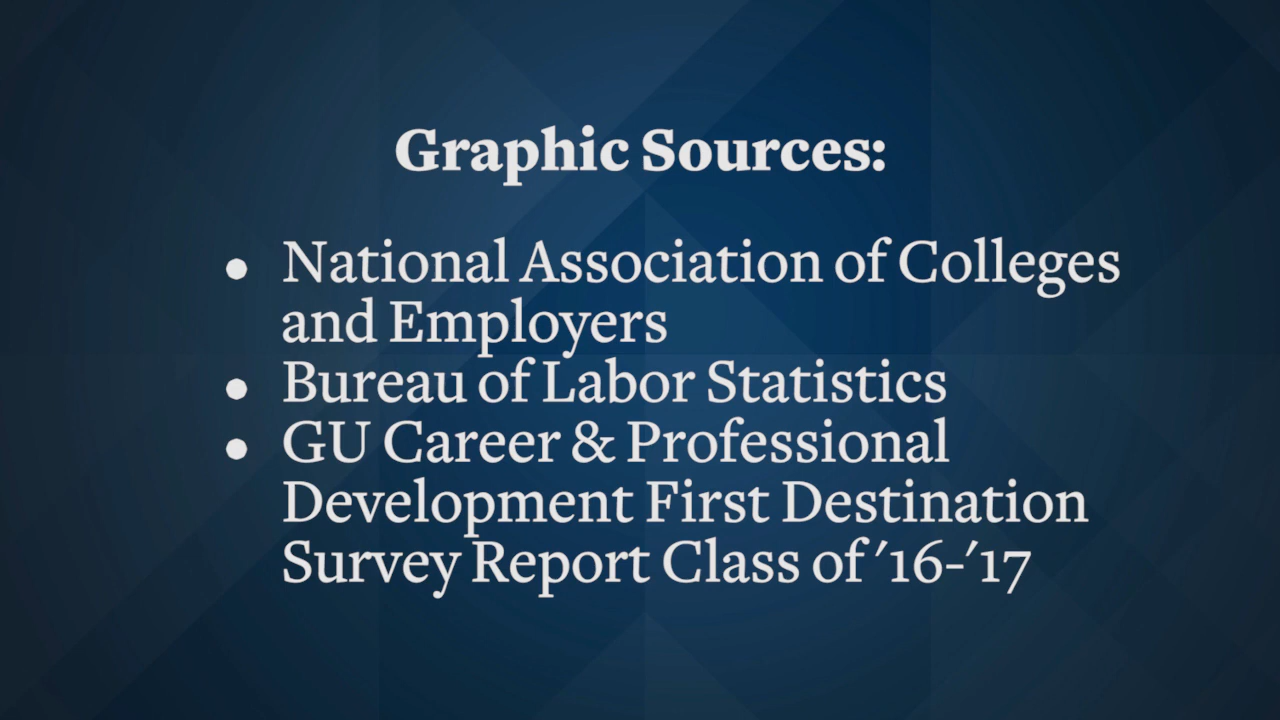 Graphic Sources:
● National Association of Colleges
and Employers
● Bureau of Labor Statistics
● GU Career & Professional
Development First Destination
Survey Report Class of ′16-′17